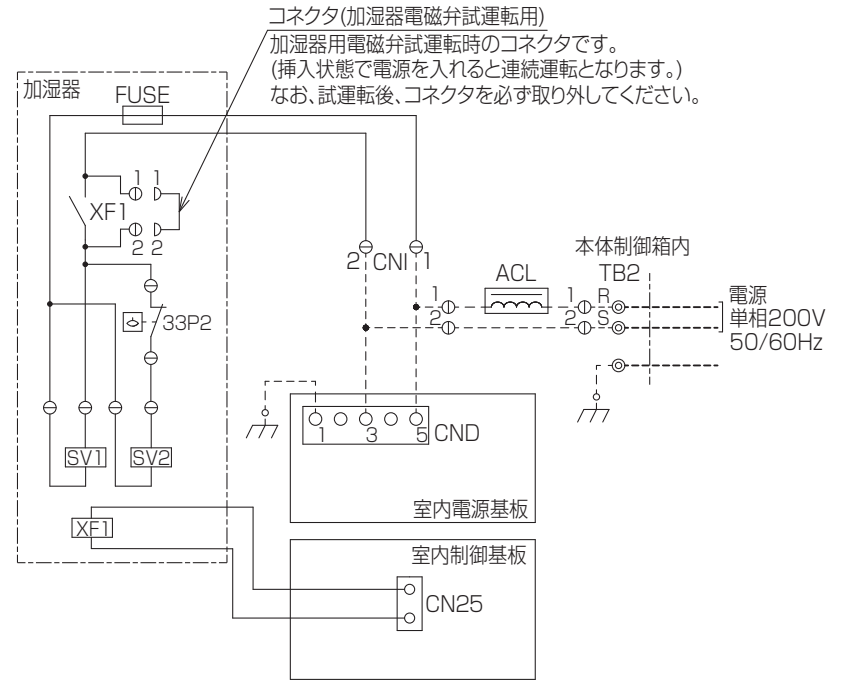 コネクタ(加湿器電磁弁試運転用)
加湿器用電磁弁試運転時のコネクタです。
(挿入状態で電源を入れると連続運転となります。)
なお、試運転後、コネクタを必ず取り外してください。
加湿器
FUSE
1 1
XF1
2 2
33P2
SV1
SV2
XF1
2 CNI 1
ACL
1
2
1
2
本体制御箱内
TB2
R
S
電源
単相200V
50/60Hz
1 3 5 CND
室内電源基板
室内制御基板
CN25